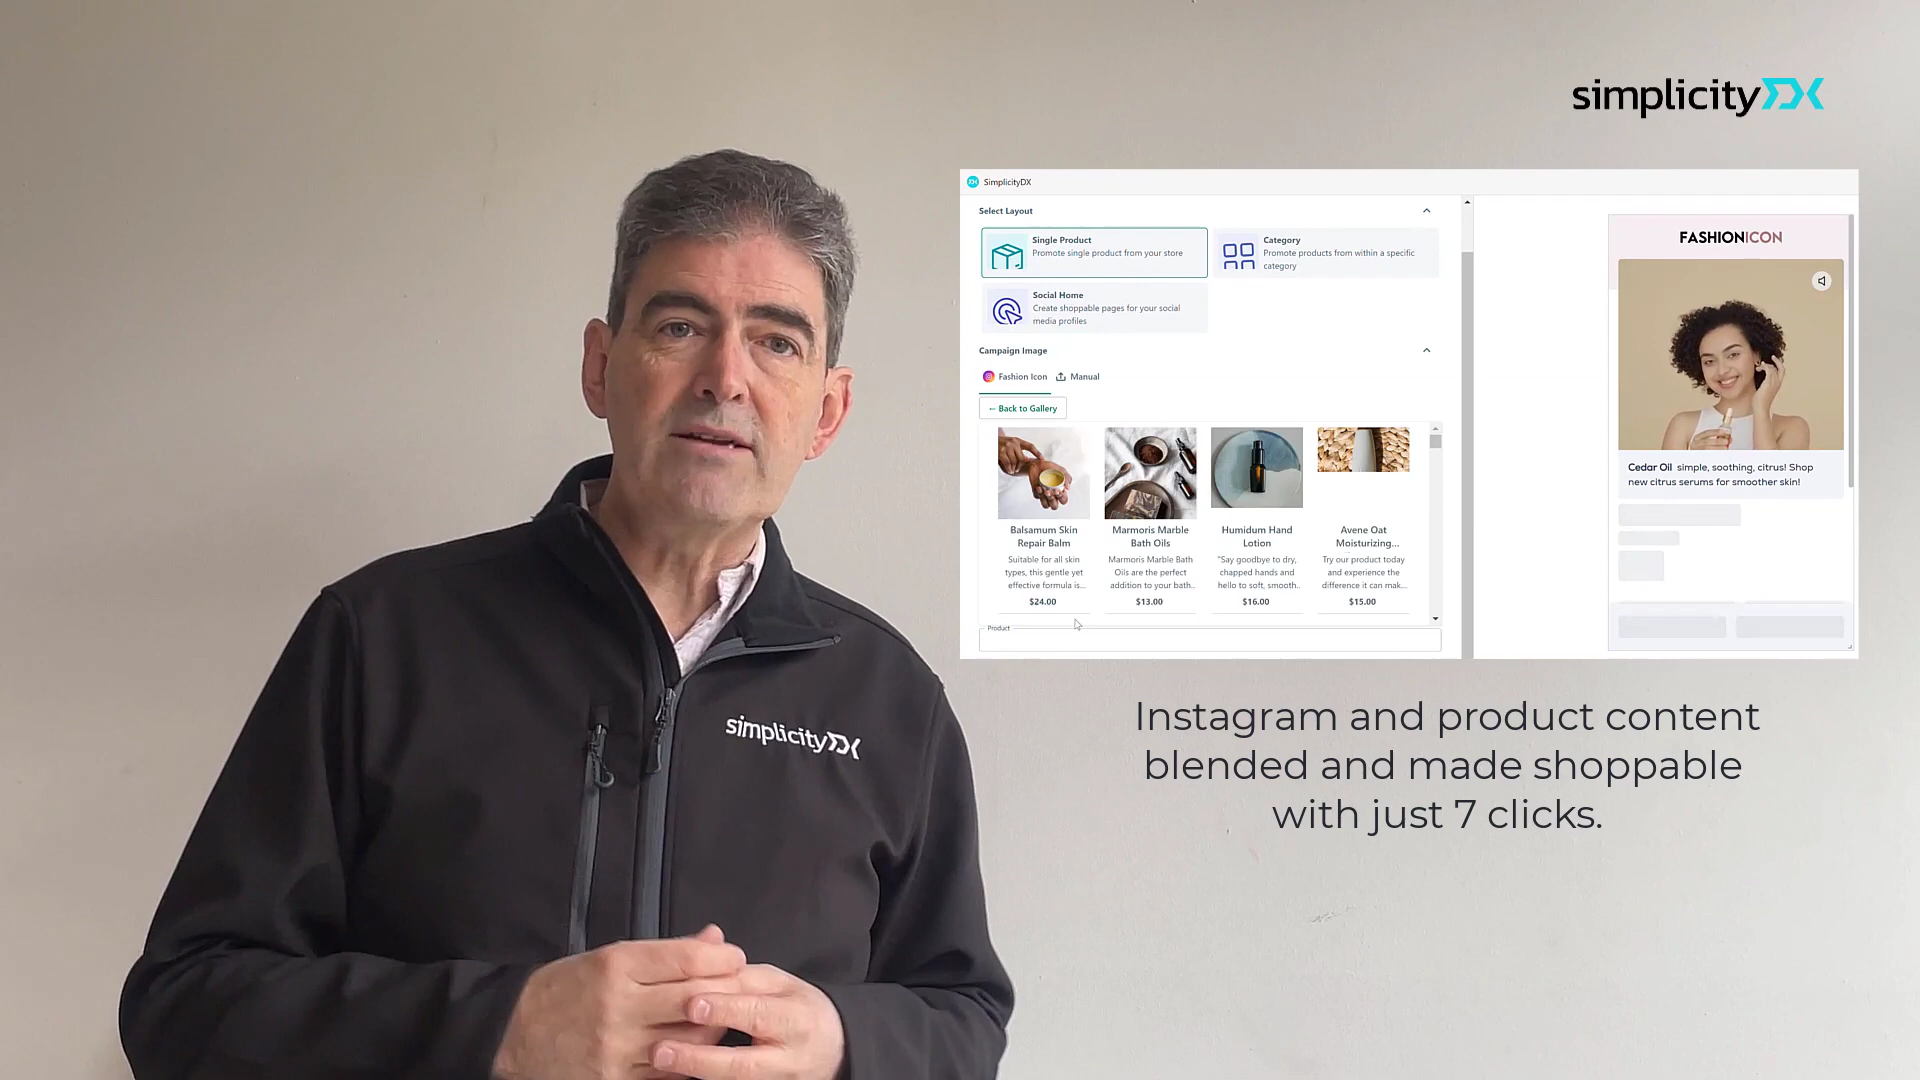 simplicityDX
SimplicityDX
Select Layout
Single Product
Promote single product from your store
Category
Promote products from within a specific
category
Social Home
Create shoppable pages for your social
media profiles
Campaign Image
Fashion Icon
Manual
← Back to Gallery
Balsamum Skin
Repair Balm
Suitable for all skin
types, this gentle yet
effective formula is...
$24.00
Marmoris Marble
Bath Oils
Marmoris Marble Bath
Oils are the perfect
addition to your bath..
$13.00
Humidum Hand
Lotion
"Say goodbye to dry,
chapped hands and
hello to soft, smooth..
$16.00
Avene Oat
Moisturizing...
Try our product today
and experience the
difference it can mak...
$15.00
Product
FASHIONICON
Cedar Oil simple, soothing, citrus! Shop
new citrus serums for smoother skin!
simplicityDX
Instagram and product content
blended and made shoppable
with just 7 clicks.